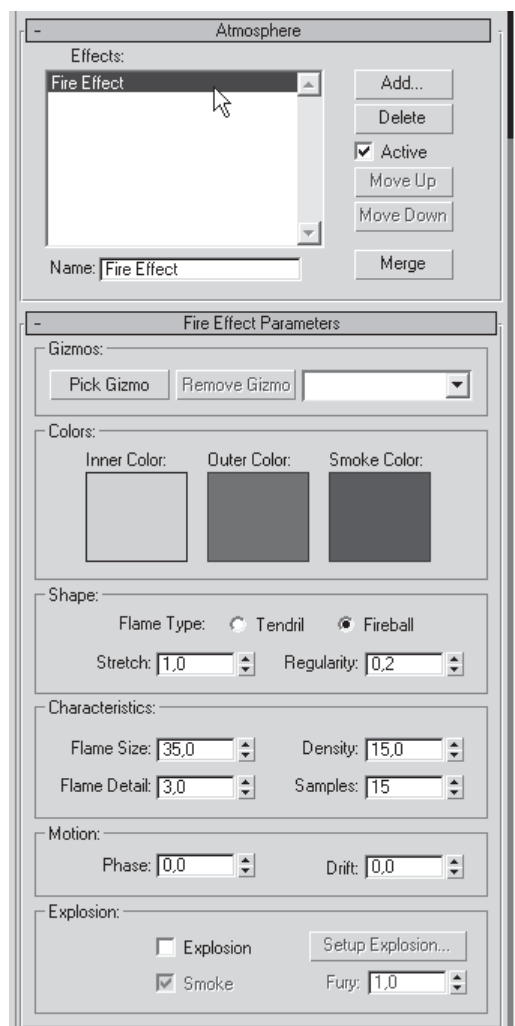 - Atmosphere
Effects:
Fire Effect
Add...
Delete
Active
Move Up
Move Down
Name: Fire Effect
Merge
- Fire Effect Parameters
Gizmos:
Pick Gizmo Remove Gizmo
Colors:
Inner Color: Outer Color: Smoke Color:
Shape:
Flame Type: Tendril Fireball
Stretch: 1,0 Regularity: 0,2
Characteristics:
Flame Size: 35,0 Density: 15,0
Flame Detail: 3,0 Samples: 15
Motion:
Phase: 0,0 Drift: 0,0
Explosion:
Explosion Setup Explosion...
Smoke Fury: 1,0